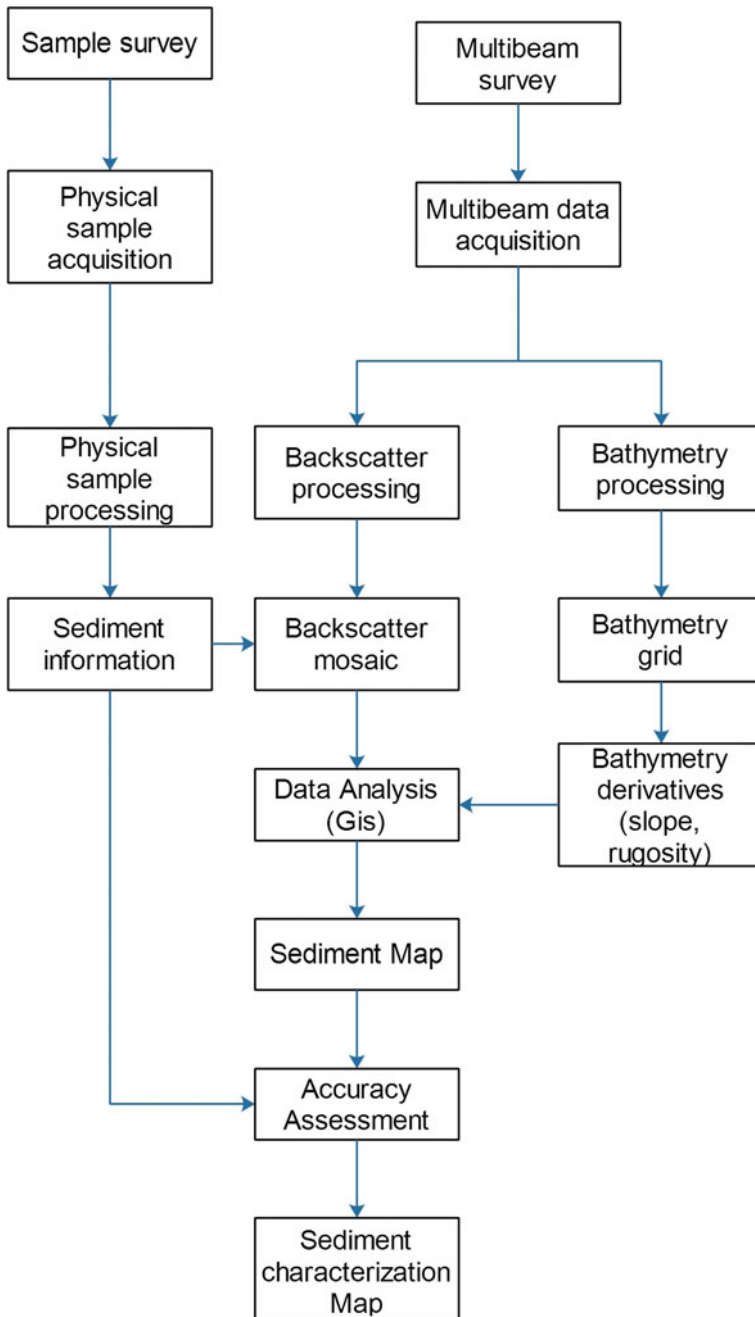 Sample survey
Multibeam
survey
Physical
sample
acquisition
Multibeam data
acquisition
Physical
sample
processing
Backscatter
processing
Bathymetry
processing
Sediment
information
Backscatter
mosaic
Bathymetry
grid
Data Analysis
(Gis)
Bathymetry
derivatives
(slope,
rugosity)
Sediment Map
Accuracy
Assessment
Sediment
characterization
Map